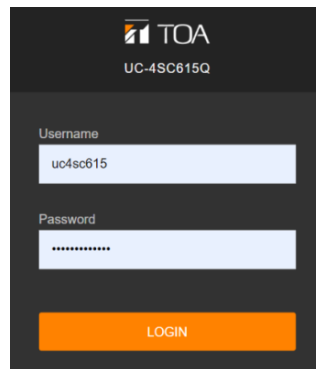 TOA
UC-4SC615Q
Username
uc4sc615
Password
•••••••••••••
LOGIN